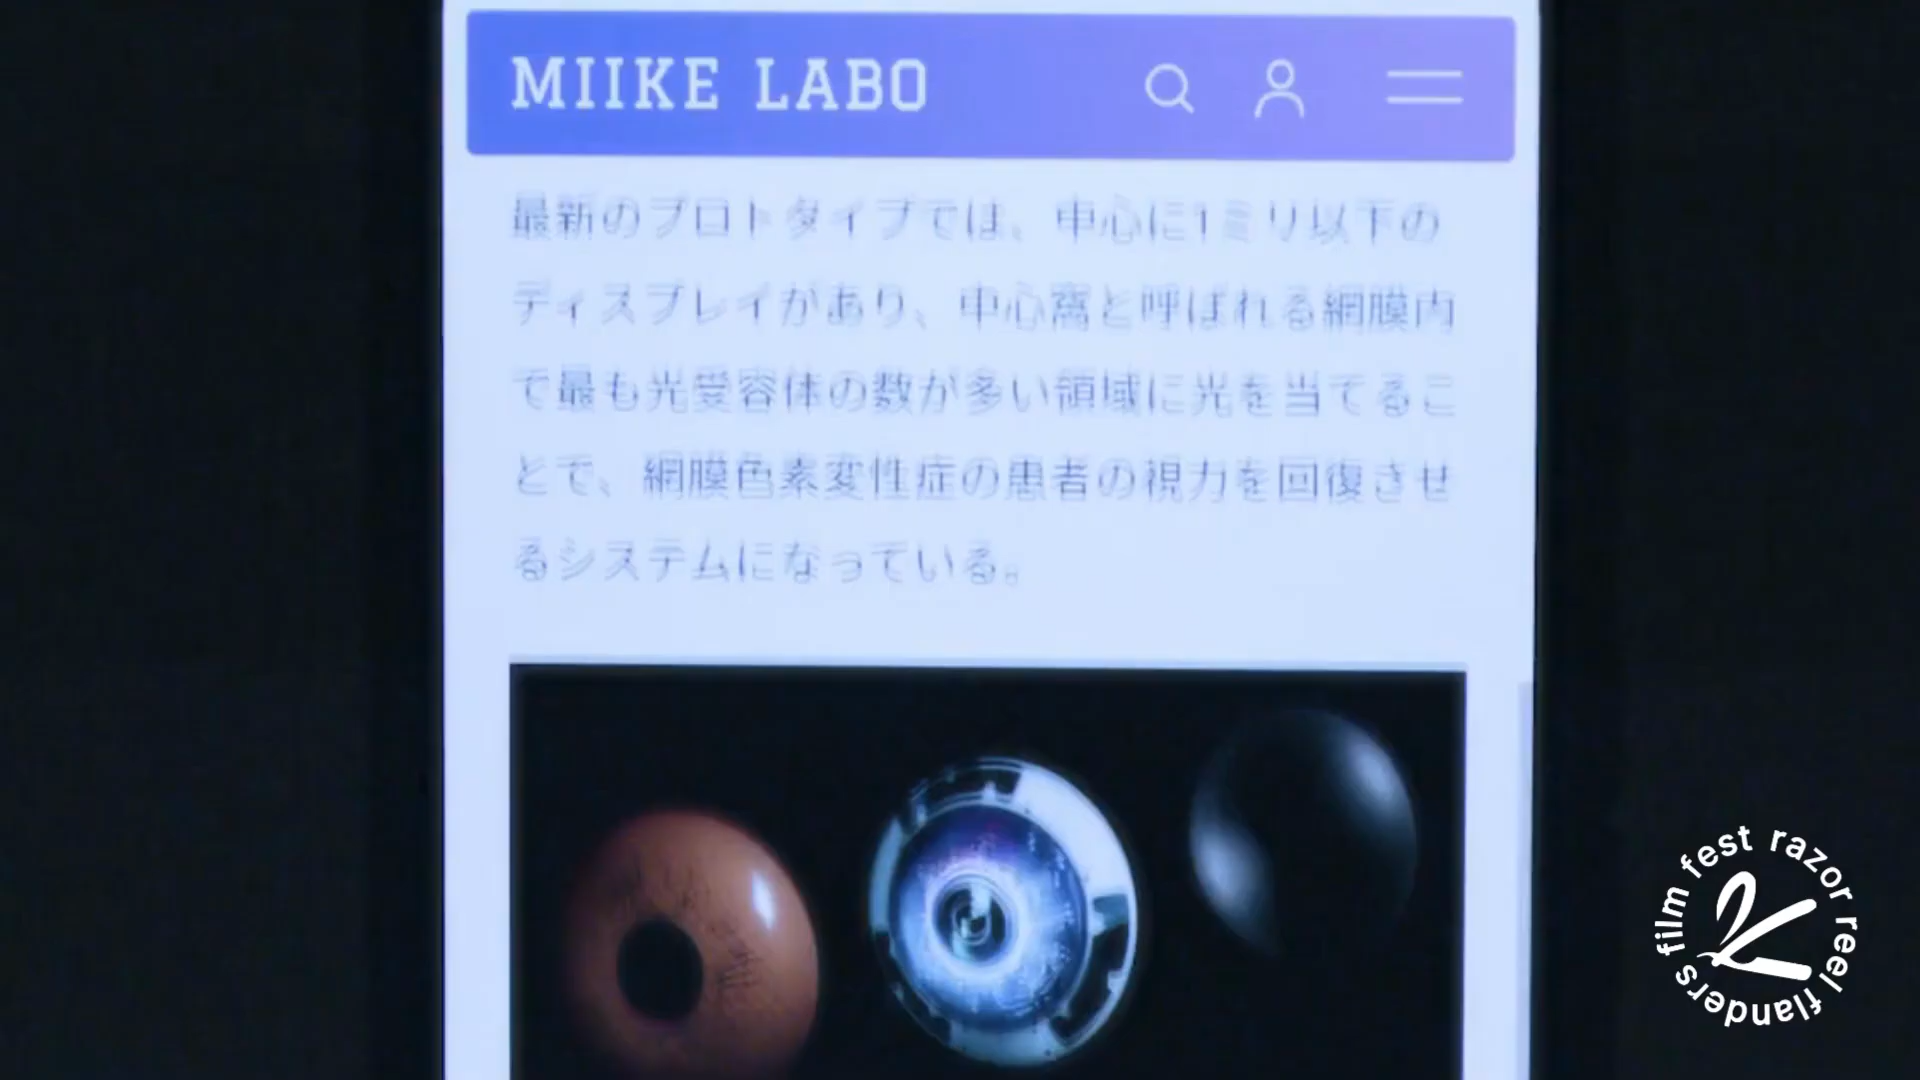 MIIKE LABO
最新のプロトタイプでは、中心に1ミリ以下の
ディスプレイがあり、中心窩と呼ばれる網膜内
で最も光受容体の数が多い領域に光を当てるこ
とで、網膜色素変性症の患者の視力を回復させ
るシステムになっている。
film fest razor reel flanders